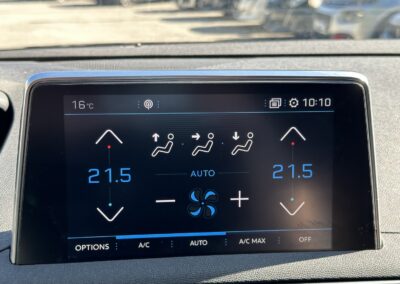 16°C 10:10
21.5 AUTO 21.5
OPTIONS A/C AUTO A/C MAX OFF